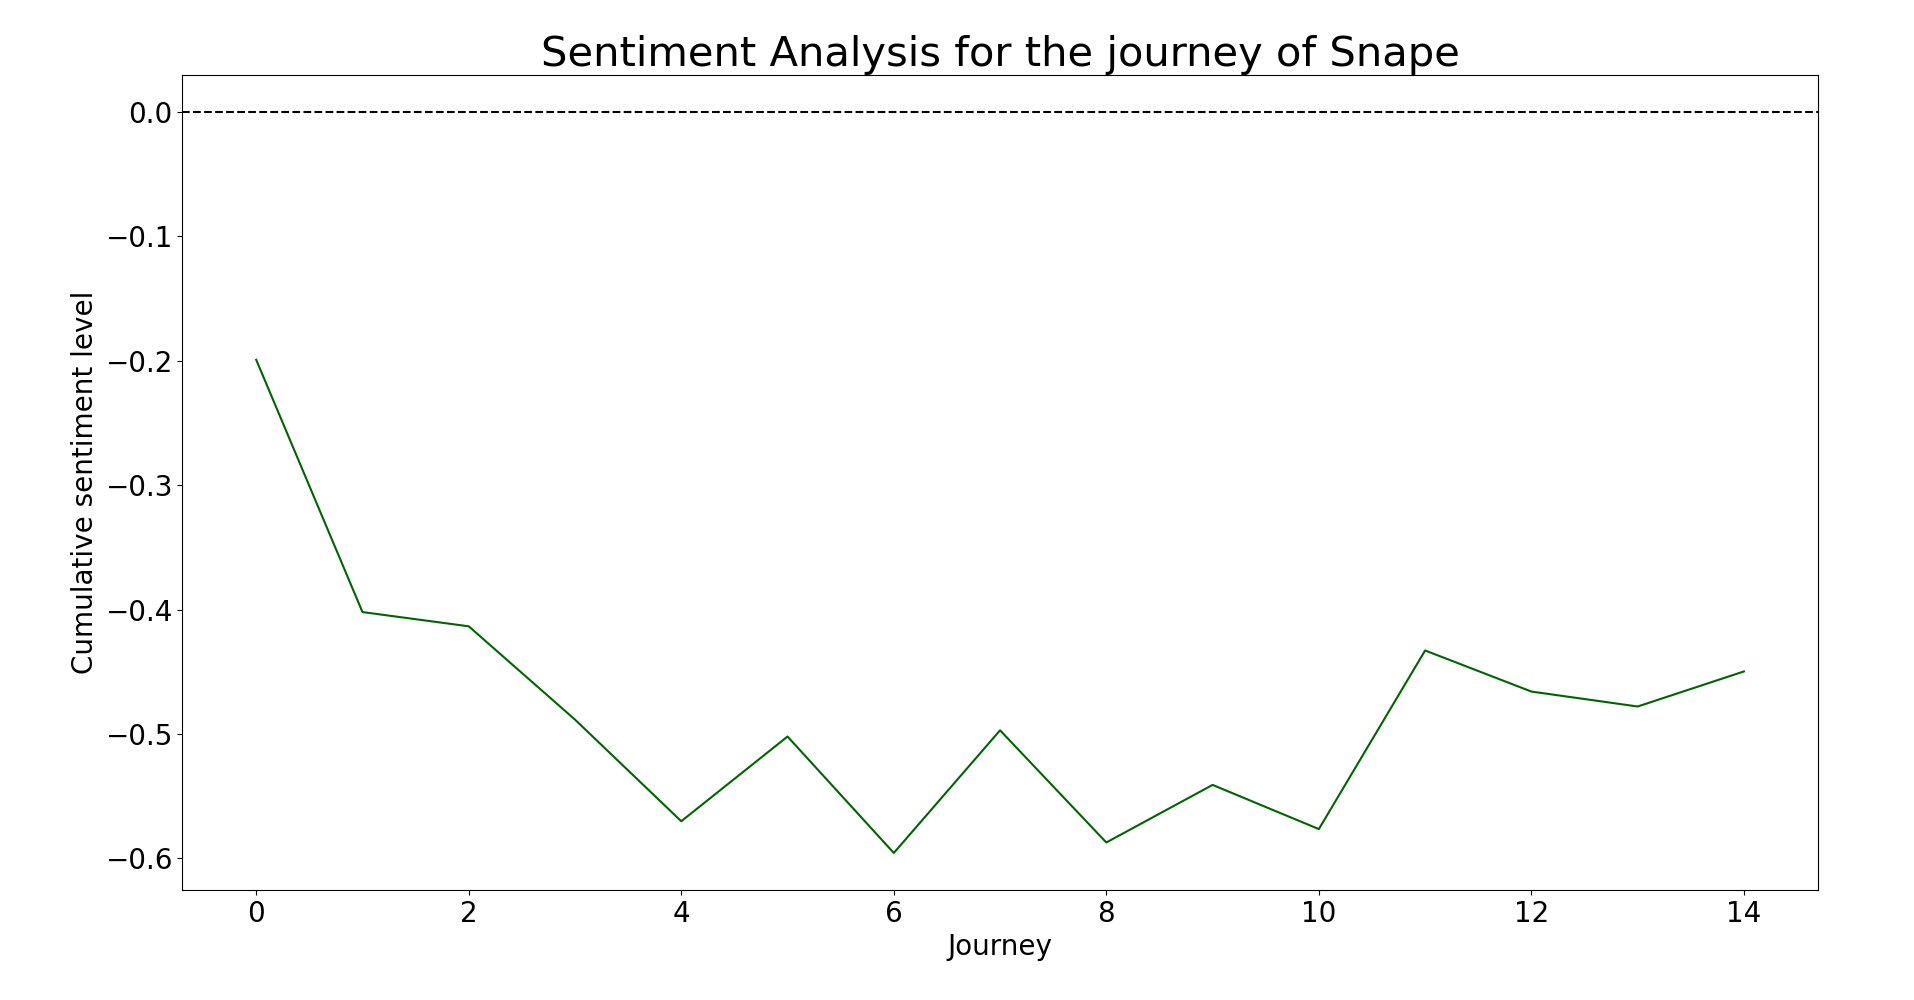 Sentiment Analysis for the journey of Snape
Cumulative sentiment level
0.0
−0.1
−0.2
−0.3
−0.4
−0.5
−0.6
0 2 4 6 8 10 12 14
Journey